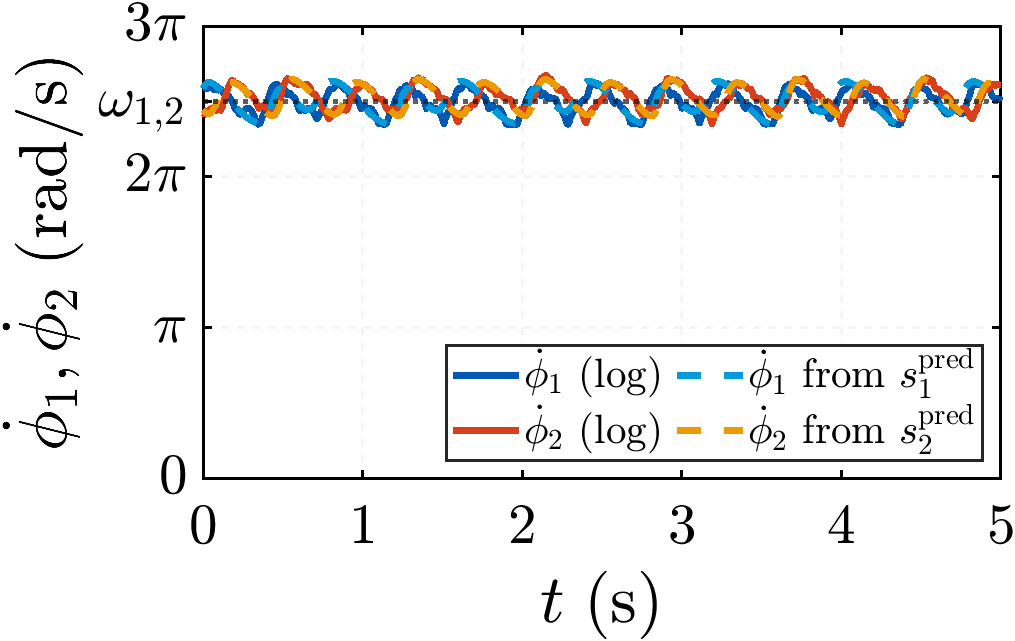 3π
ω₁,₂
2π
π
0
ϕ̇₁, ϕ̇₂ (rad/s)
ϕ̇₁ (log) ϕ̇₁ from s₁ᵖʳᵉᵈ
ϕ̇₂ (log) ϕ̇₂ from s₂ᵖʳᵉᵈ
0 1 2 3 4 5
t (s)